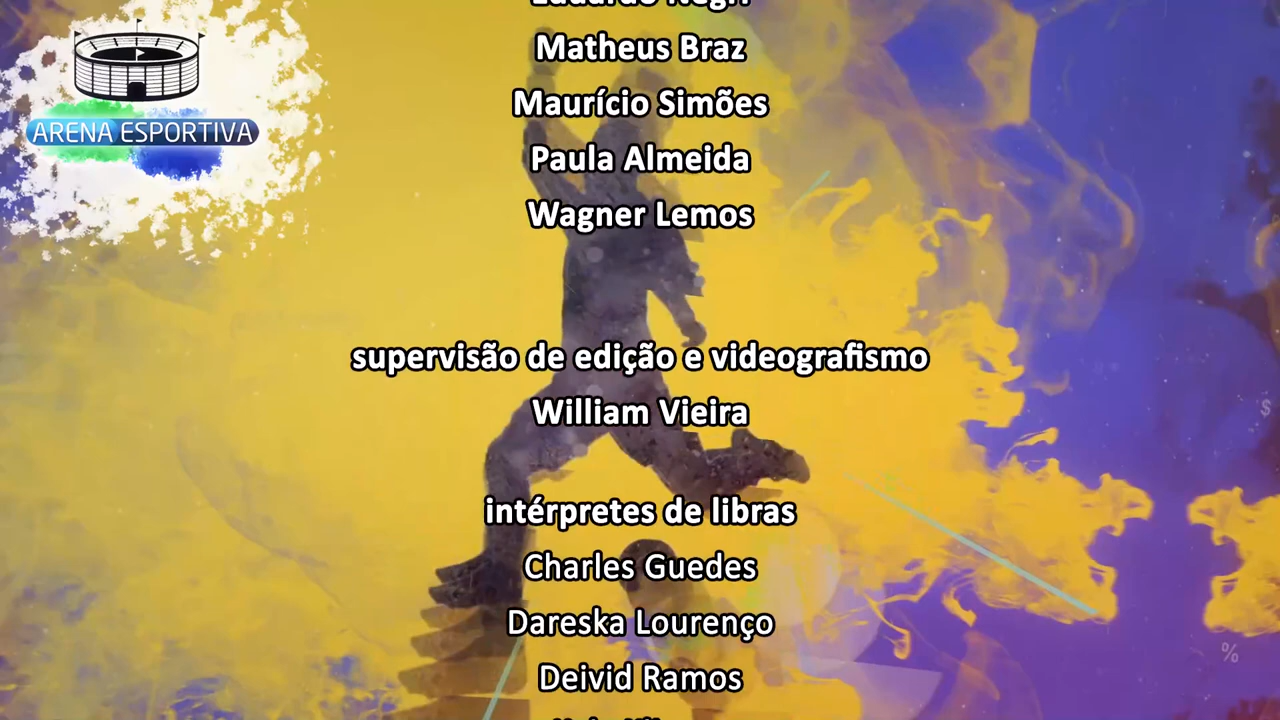 ARENA ESPORTIVA
Matheus Braz
Maurício Simões
Paula Almeida
Wagner Lemos
supervisão de edição e videografismo
William Vieira
intérpretes de libras
Charles Guedes
Dareska Lourenço
Deivid Ramos
$
%